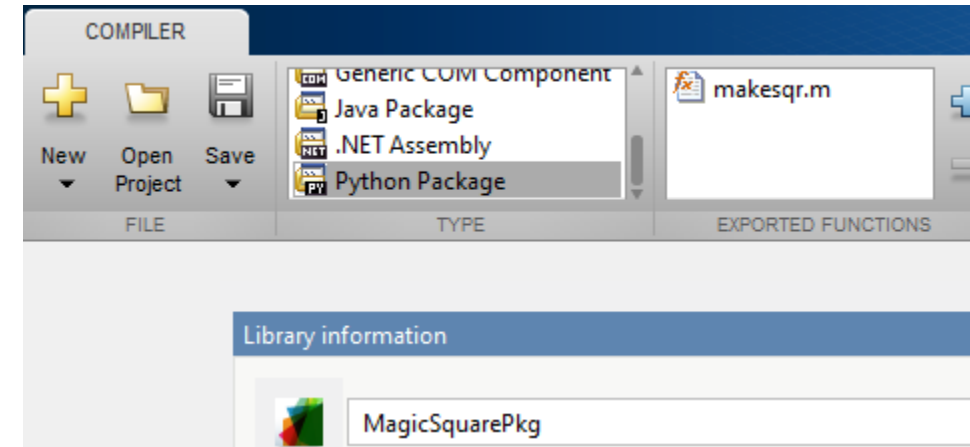 COMPILER
New
Open Project
Save
Generic COM Component
Java Package
.NET Assembly
Python Package
makesqr.m
FILE
TYPE
EXPORTED FUNCTIONS
Library information
MagicSquarePkg